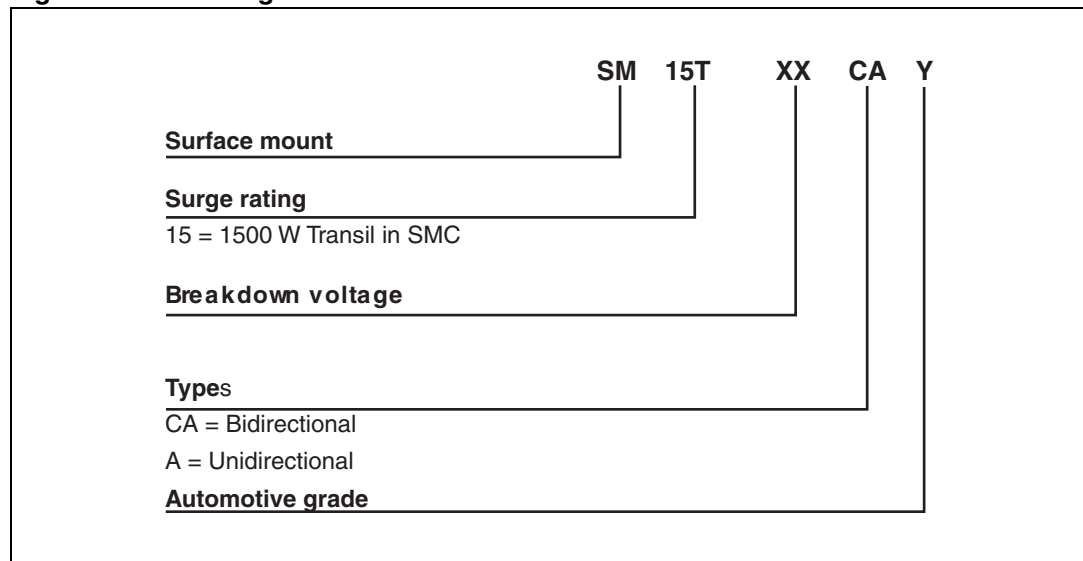 SM 15T XX CA Y
Surface mount
Surge rating
15 = 1500 W Transil in SMC
Breakdown voltage
Types
CA = Bidirectional
A = Unidirectional
Automotive grade